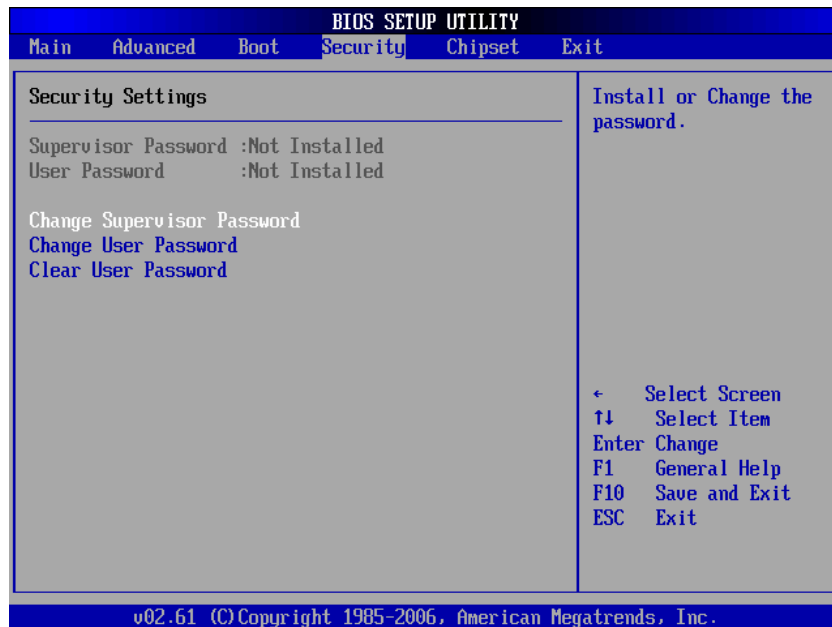 BIOS SETUP UTILITY
Main Advanced Boot Security Chipset Exit
Security Settings
Supervisor Password :Not Installed
User Password :Not Installed
Change Supervisor Password
Change User Password
Clear User Password
Install or Change the
password.
← Select Screen
↑↓ Select Item
Enter Change
F1 General Help
F10 Save and Exit
ESC Exit
v02.61 (C)Copyright 1985-2006, American Megatrends, Inc.